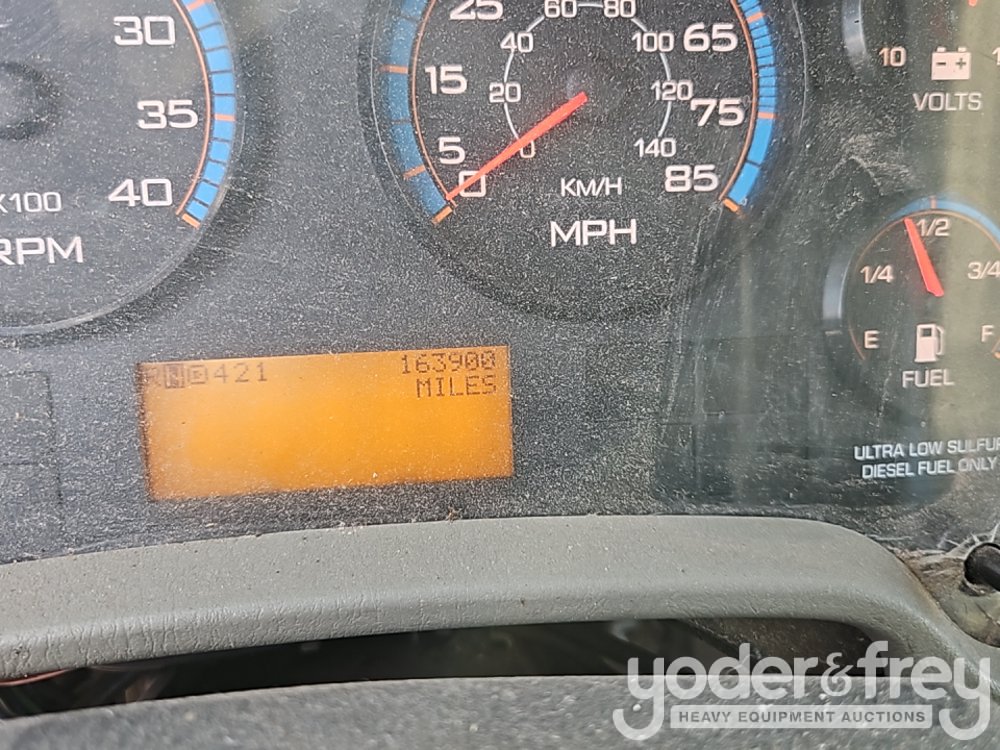 30
35
40
X100
RPM
25
15
5
0
65
75
85
60 80
40 100
20 120
0 140
KM/H
MPH
10
VOLTS
1/2
1/4 3/4
E F
FUEL
ULTRA LOW SULFUR
DIESEL FUEL ONLY
RND421 163900
MILES
yoder&frey
HEAVY EQUIPMENT AUCTIONS